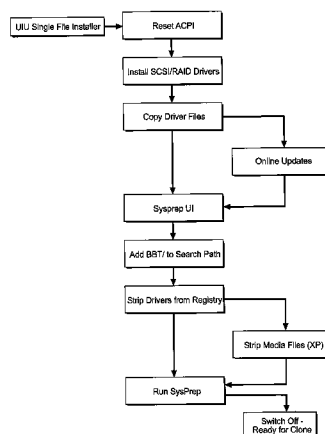 UIU Single File Installer
Reset ACPI
Install SCSI/RAID Drivers
Copy Driver Files
Online Updates
Sysprep UI
Add BBT/ to Search Path
Strip Drivers from Registry
Strip Media Files (XP)
Run SysPrep
Switch Off -
Ready for Clone